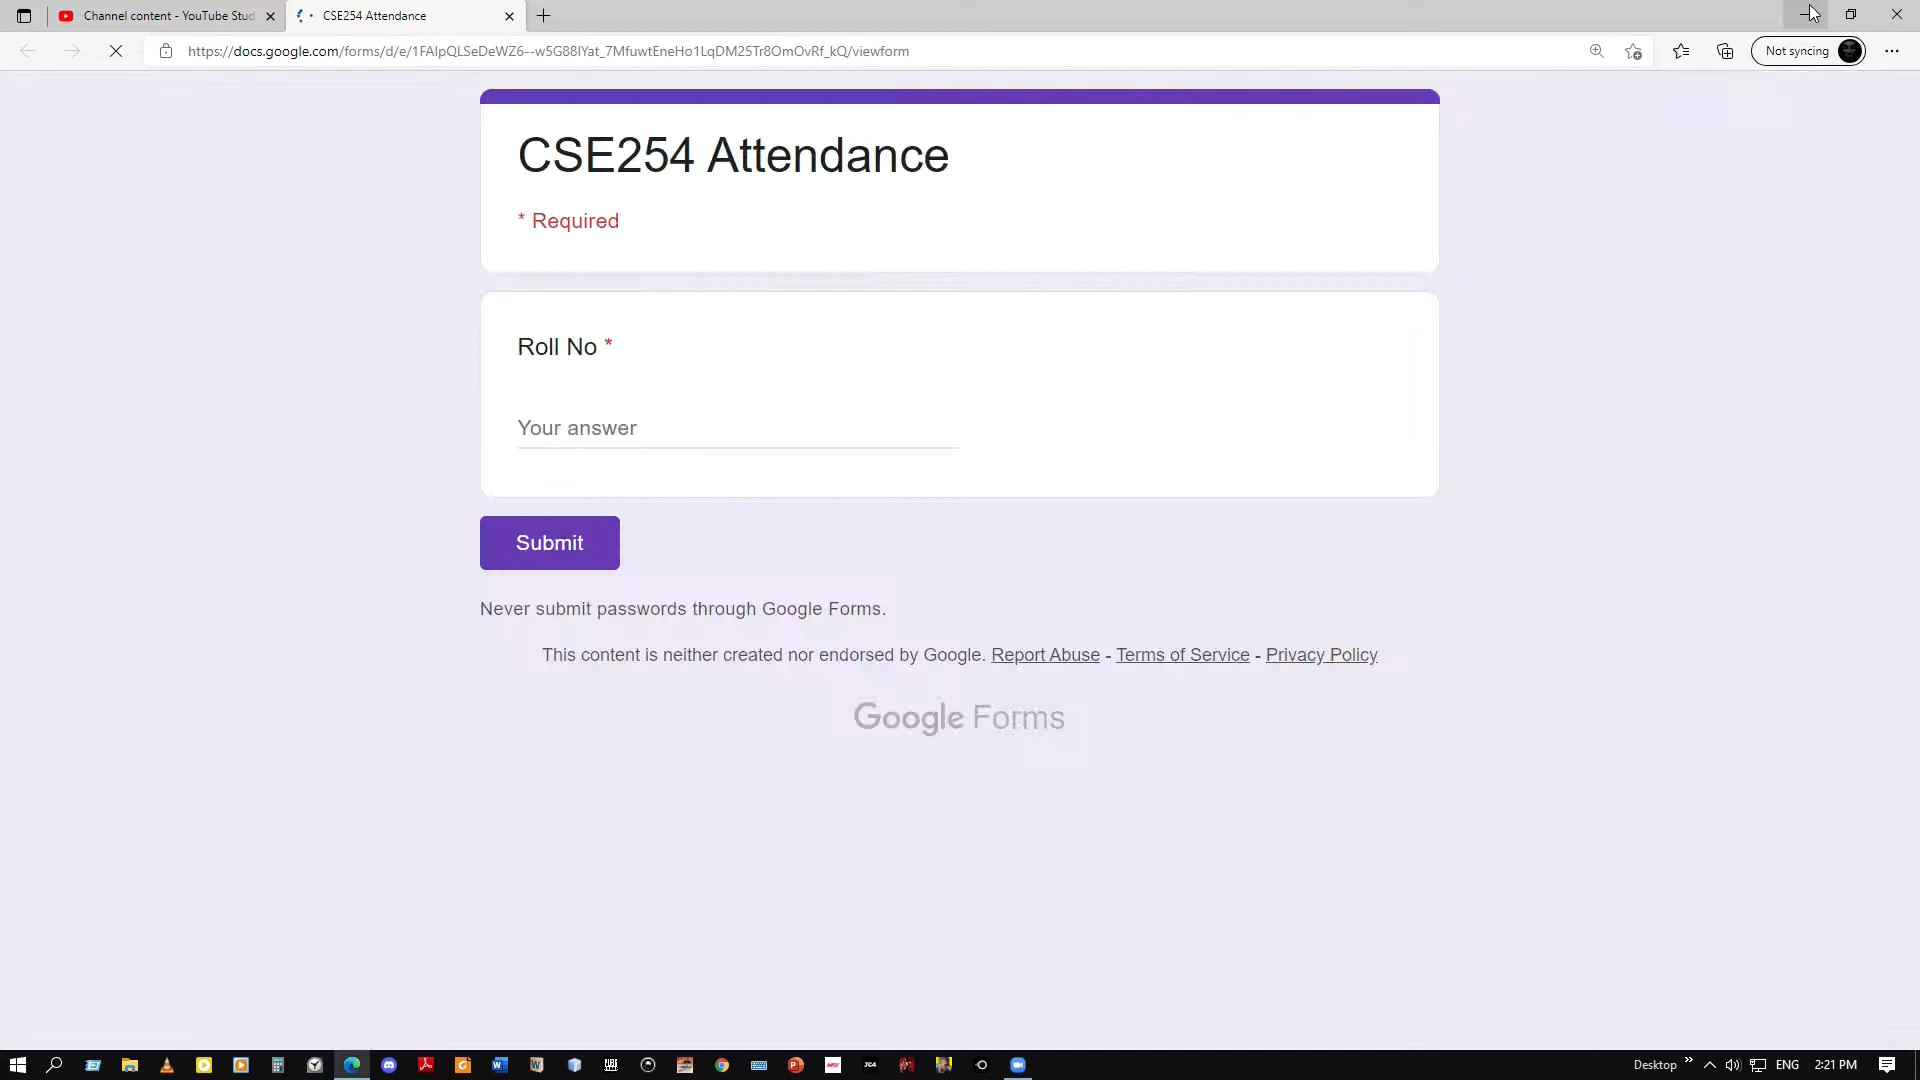 Channel content - YouTube Stud
CSE254 Attendance
https://docs.google.com/forms/d/e/1FAIpQLSeDeWZ6--w5G88IYat_7MfuwtEneHo1LqDM25Tr8OmOvRf_kQ/viewform
Not syncing
CSE254 Attendance
* Required
Roll No *
Your answer
Submit
Never submit passwords through Google Forms.
This content is neither created nor endorsed by Google. Report Abuse - Terms of Service - Privacy Policy
Google Forms
Desktop
ENG
2:21 PM